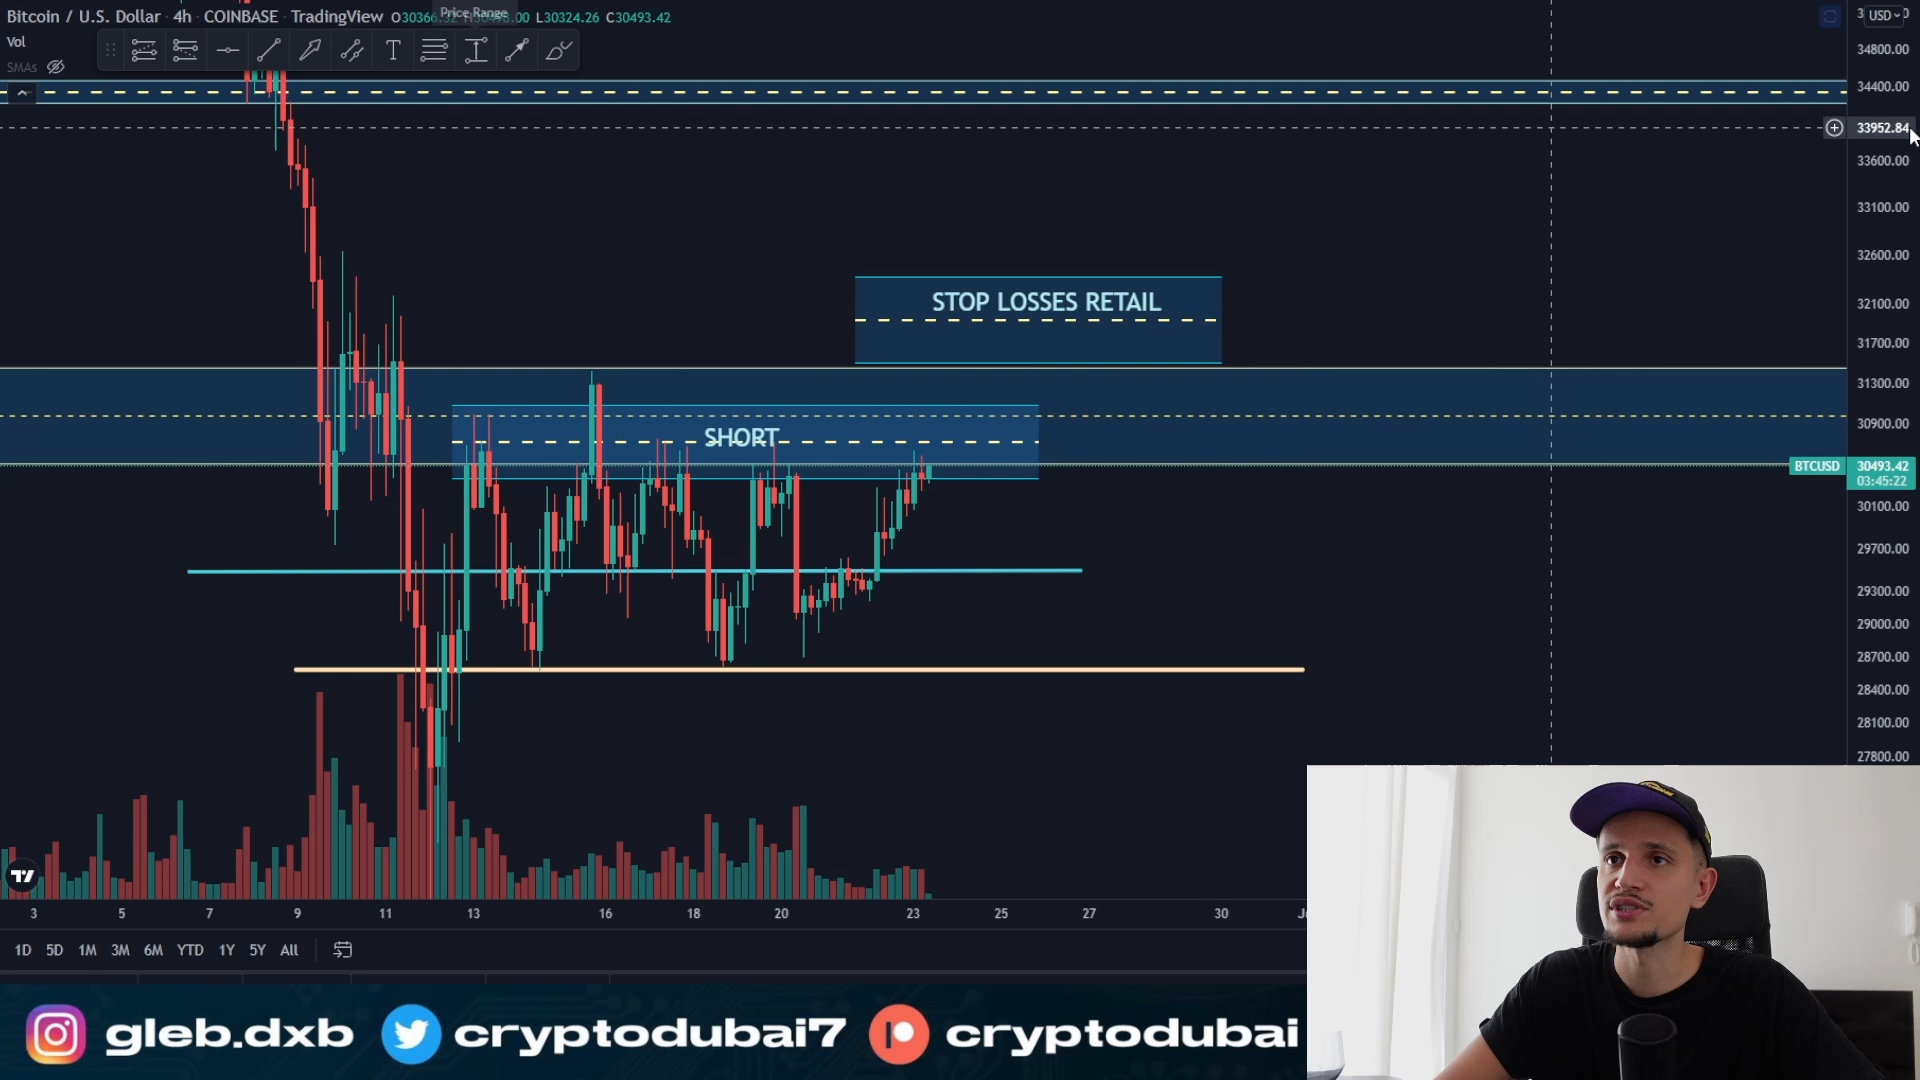 Bitcoin / U.S. Dollar · 4h · COINBASE · TradingView L30324.26 C30493.42
Price Range
USD
Vol
SMAs
T
34800.00
34400.00
33952.84
33600.00
33100.00
32600.00
STOP LOSSES RETAIL
32100.00
31700.00
31300.00
SHORT
30900.00
BTCUSD 30493.42
03:45:22
30100.00
29700.00
29300.00
29000.00
28700.00
28400.00
28100.00
27800.00
3 5 7 9 11 13 16 18 20 23 25 27 30
1D 5D 1M 3M 6M YTD 1Y 5Y All
gleb.dxb cryptodubai7 cryptodubai